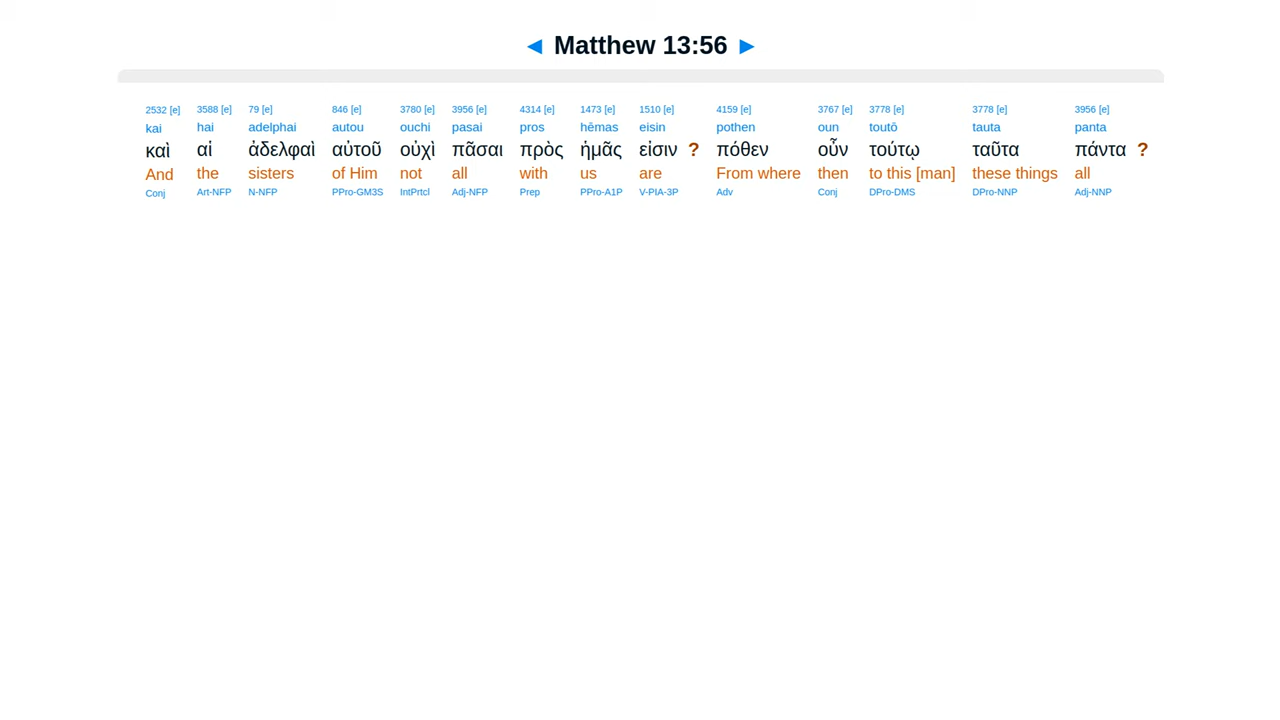 ◄ Matthew 13:56 ►
2532 [e] 3588 [e] 79 [e] 846 [e] 3780 [e] 3956 [e] 4314 [e] 1473 [e] 1510 [e] 4159 [e] 3767 [e] 3778 [e] 3778 [e] 3956 [e]
kai hai adelphai autou ouchi pasai pros hēmas eisin pothen oun toutō tauta panta
καὶ αἱ ἀδελφαὶ αὐτοῦ οὐχὶ πᾶσαι πρὸς ἡμᾶς εἰσιν ? πόθεν οὖν τούτῳ ταῦτα πάντα ?
And the sisters of Him not all with us are From where then to this [man] these things all
Conj Art-NFP N-NFP PPro-GM3S IntPrtcl Adj-NFP Prep PPro-A1P V-PIA-3P Adv Conj DPro-DMS DPro-NNP Adj-NNP